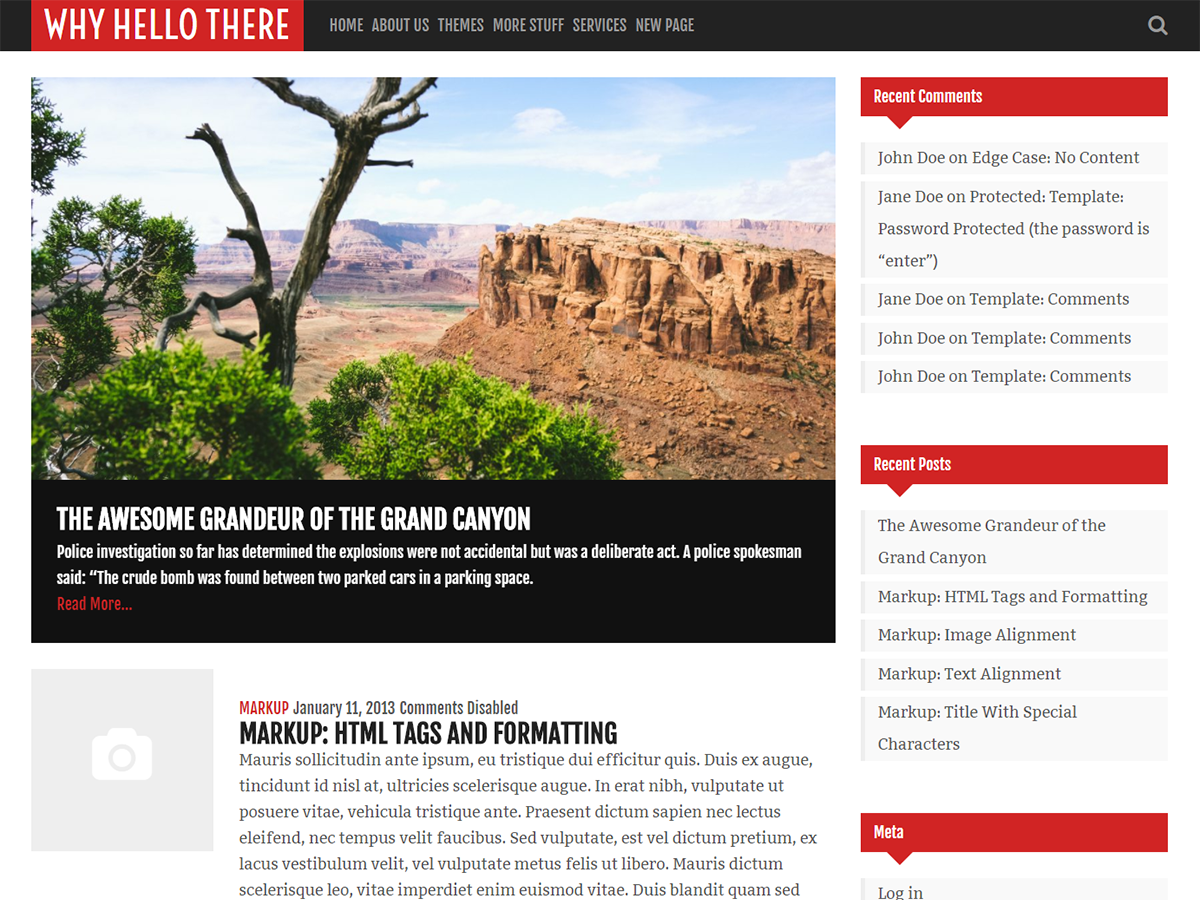 WHY HELLO THERE
HOME ABOUT US THEMES MORE STUFF SERVICES NEW PAGE
THE AWESOME GRANDEUR OF THE GRAND CANYON
Police investigation so far has determined the explosions were not accidental but was a deliberate act. A police spokesman
said: “The crude bomb was found between two parked cars in a parking space.
Read More...
MARKUP January 11, 2013 Comments Disabled
MARKUP: HTML TAGS AND FORMATTING
Mauris sollicitudin ante ipsum, eu tristique dui efficitur quis. Duis ex augue,
tincidunt id nisl at, ultricies scelerisque augue. In erat nibh, vulputate ut
posuere vitae, vehicula tristique ante. Praesent dictum sapien nec lectus
eleifend, nec tempus velit faucibus. Sed vulputate, est vel dictum pretium, ex
lacus vestibulum velit, vel vulputate metus felis ut libero. Mauris dictum
scelerisque leo, vitae imperdiet enim euismod vitae. Duis blandit quam sed
Recent Comments
John Doe on Edge Case: No Content
Jane Doe on Protected: Template:
Password Protected (the password is
“enter”)
Jane Doe on Template: Comments
John Doe on Template: Comments
John Doe on Template: Comments
Recent Posts
The Awesome Grandeur of the
Grand Canyon
Markup: HTML Tags and Formatting
Markup: Image Alignment
Markup: Text Alignment
Markup: Title With Special
Characters
Meta
Log in